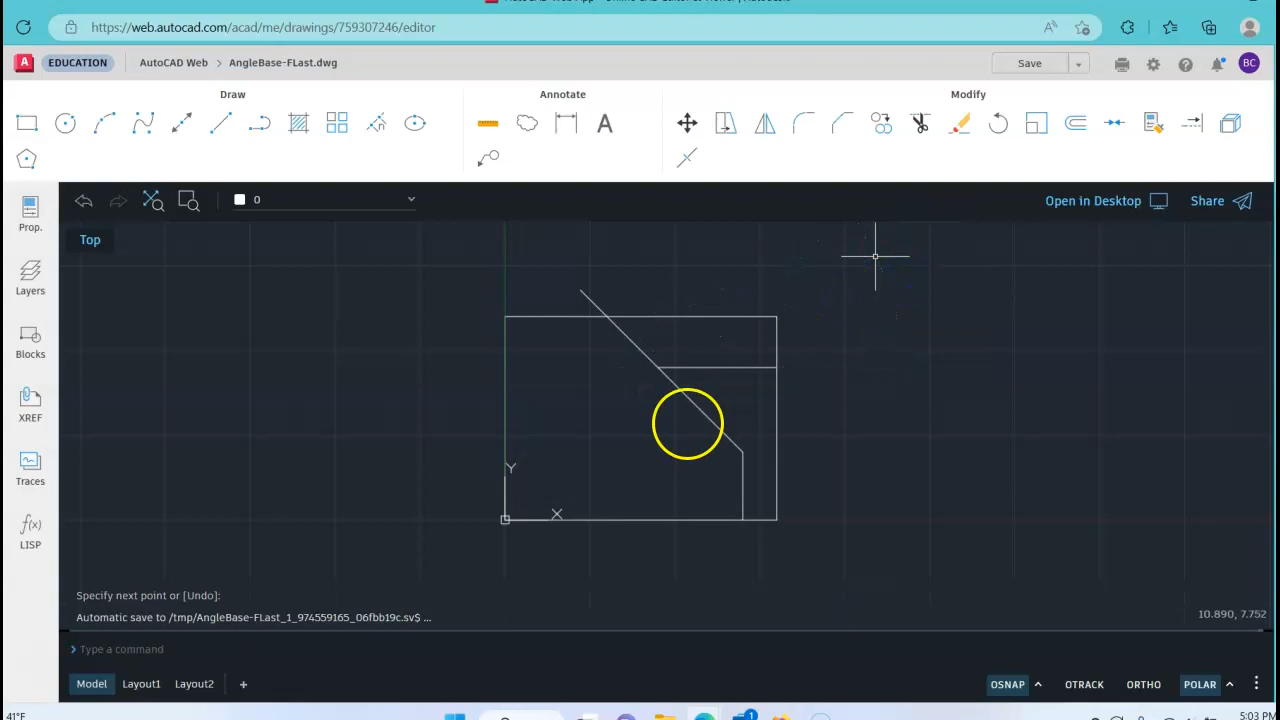 https://web.autocad.com/acad/me/drawings/759307246/editor
EDUCATION AutoCAD Web > AngleBase-FLast.dwg Save BC
Draw Annotate Modify
0 Open in Desktop Share
Prop.
Top
Layers
Blocks
XREF
Traces
f(x)
LISP
Y
X
Specify next point or [Undo]:
Automatic save to /tmp/AngleBase-FLast_1_974559165_06fbb19c.sv$ ...
10.890, 7.752
Type a command
Model Layout1 Layout2 + OSNAP OTRACK ORTHO POLAR
41°F 1 5:03 PM